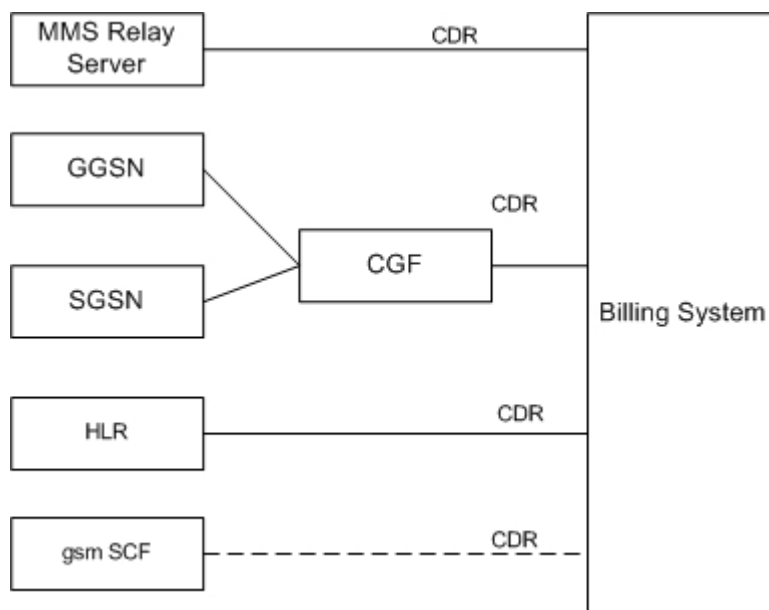 MMS Relay
Server
CDR
GGSN
CDR
CGF
SGSN
Billing System
CDR
HLR
CDR
gsm SCF